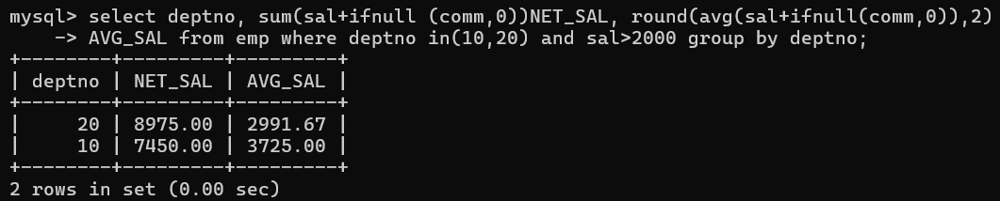 mysql> select deptno, sum(sal+ifnull (comm,0))NET_SAL, round(avg(sal+ifnull(comm,0)),2)
    -> AVG_SAL from emp where deptno in(10,20) and sal>2000 group by deptno;
+--------+---------+---------+
| deptno | NET_SAL | AVG_SAL |
+--------+---------+---------+
|     20 | 8975.00 | 2991.67 |
|     10 | 7450.00 | 3725.00 |
+--------+---------+---------+
2 rows in set (0.00 sec)